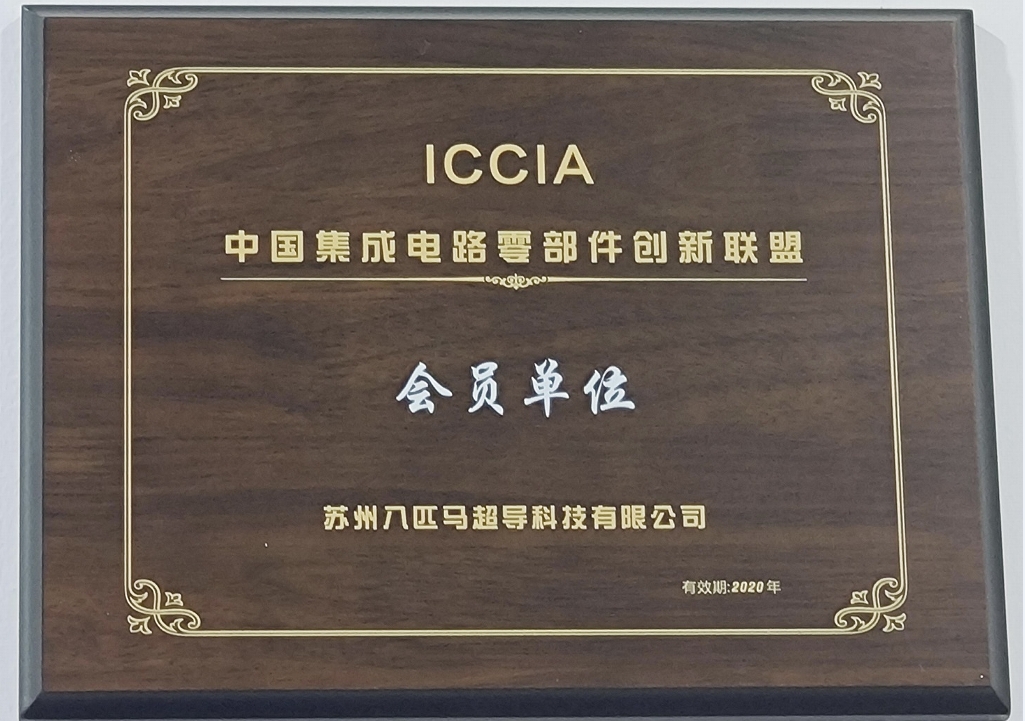 ICCIA
中国集成电路零部件创新联盟
会员单位
苏州八匹马超导科技有限公司
有效期:2020年